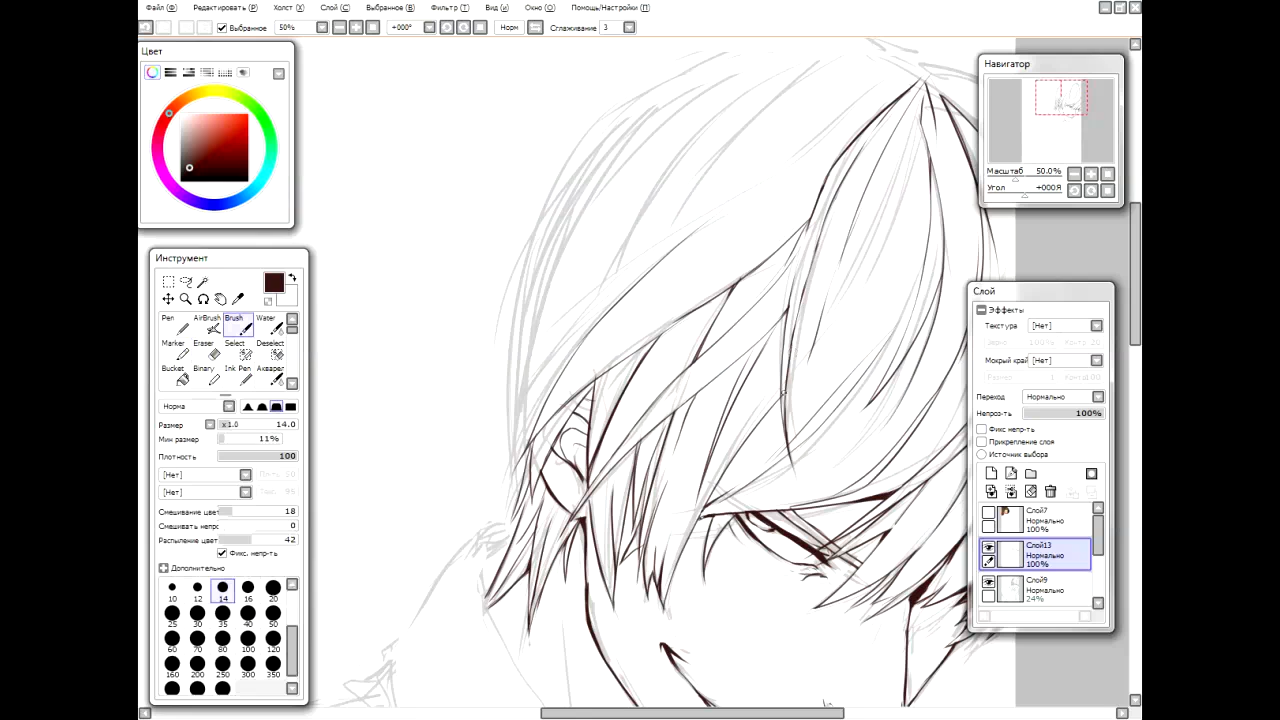 Файл (Ф) Редактировать (Р) Холст (Х) Слой (С) Выбранное (В) Фильтр (Т) Вид (и) Окно (О) Помощь/Настройки (П)
Выбранное 50% +000° Норм Сглаживание 3
Цвет
Навигатор
Масштаб 50.0%
Угол +000Я
Инструмент
Pen AirBrush Brush Water
Marker Eraser Select Deselect
Bucket Binary Ink Pen Акваре
Норма
Размер x1.0 14.0
Мин размер 11%
Плотность 100
[Нет]
[Нет]
Смешивание цвет 18
Смешивать непрс 0
Распыление цвет 42
Фикс. непр-ть
Дополнительно
10 12 14 16 20
25 30 35 40 50
60 70 80 100 120
160 200 250 300 350
Слой
Эффекты
Текстура [Нет]
Мокрый край [Нет]
Переход Нормально
Непроз-ть 100%
Фикс непр-ть
Прикрепление слоя
Источник выбора
Слой7
Нормально
100%
Слой13
Нормально
100%
Слой9
Нормально
24%